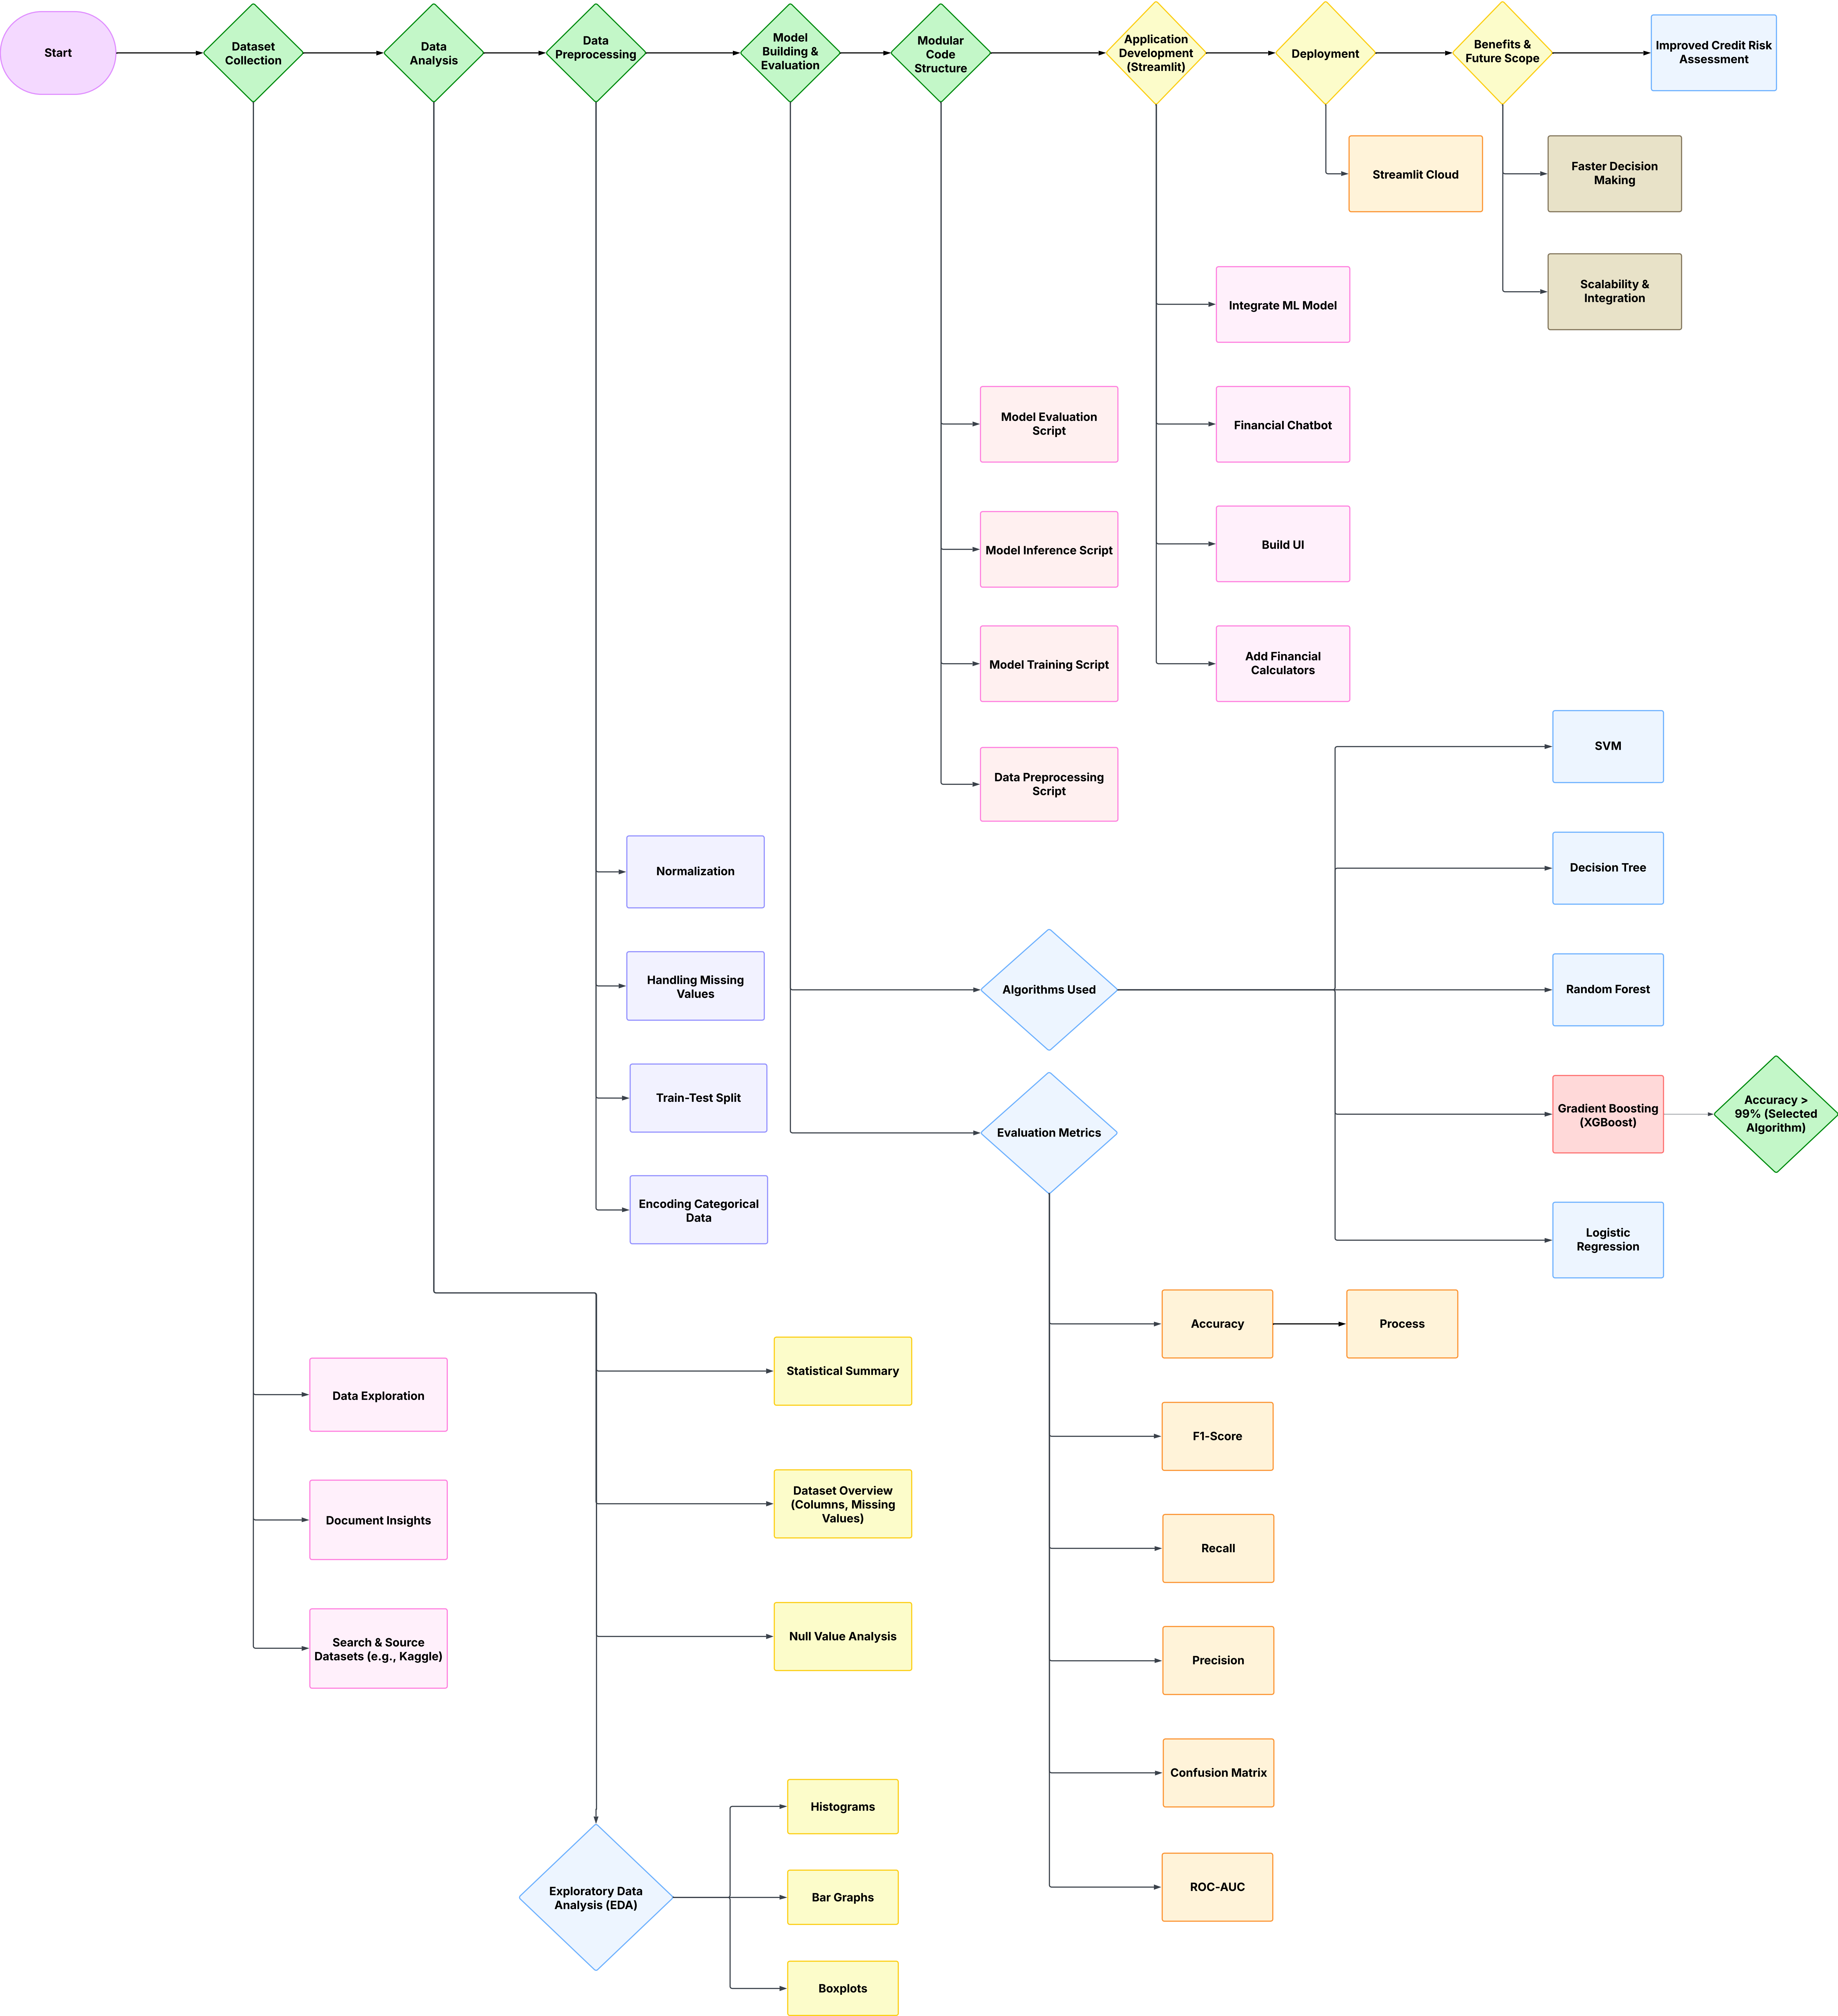 Start
Dataset
Collection
Data
Analysis
Data
Preprocessing
Model
Building &
Evaluation
Modular
Code
Structure
Application
Development
(Streamlit)
Deployment
Benefits &
Future Scope
Improved Credit Risk
Assessment
Streamlit Cloud
Faster Decision
Making
Scalability &
Integration
Integrate ML Model
Financial Chatbot
Build UI
Add Financial
Calculators
Model Evaluation
Script
Model Inference Script
Model Training Script
Data Preprocessing
Script
SVM
Decision Tree
Random Forest
Gradient Boosting
(XGBoost)
Accuracy >
99% (Selected
Algorithm)
Logistic
Regression
Normalization
Handling Missing
Values
Train-Test Split
Encoding Categorical
Data
Algorithms Used
Evaluation Metrics
Accuracy
Process
F1-Score
Recall
Precision
Confusion Matrix
ROC-AUC
Data Exploration
Document Insights
Search & Source
Datasets (e.g., Kaggle)
Statistical Summary
Dataset Overview
(Columns, Missing
Values)
Null Value Analysis
Exploratory Data
Analysis (EDA)
Histograms
Bar Graphs
Boxplots